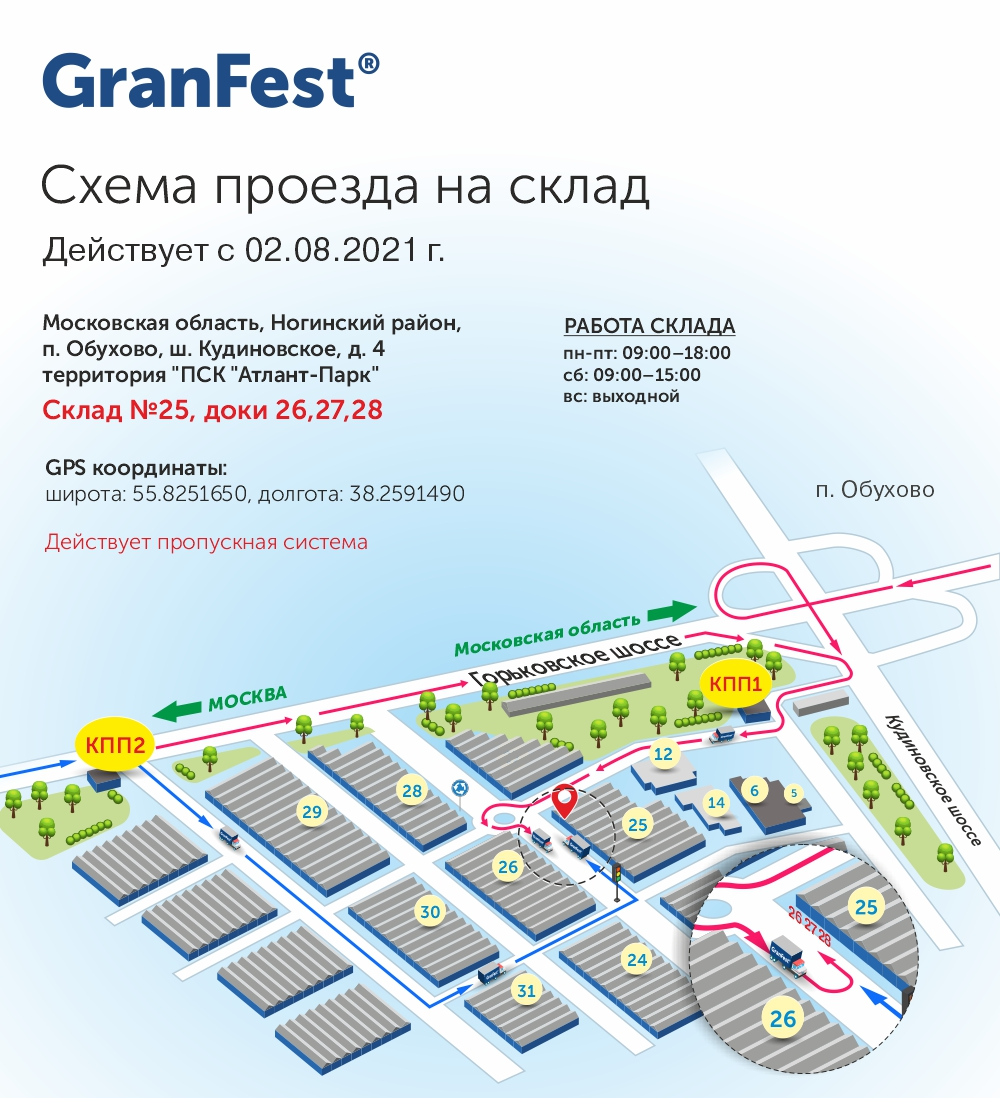 GranFest®
Схема проезда на склад
Действует с 02.08.2021 г.
Московская область, Ногинский район,
п. Обухово, ш. Кудиновское, д. 4
территория "ПСК "Атлант-Парк"
Склад №25, доки 26,27,28
РАБОТА СКЛАДА
пн-пт: 09:00–18:00
сб: 09:00–15:00
вс: выходной
GPS координаты:
широта: 55.8251650, долгота: 38.2591490
Действует пропускная система
п. Обухово
Московская область
Горьковское шоссе
МОСКВА
КПП1
КПП2
Кудиновское шоссе
12
6
5
14
28
29
25
26
30
24
31
25
26 27 28
GranFest
26